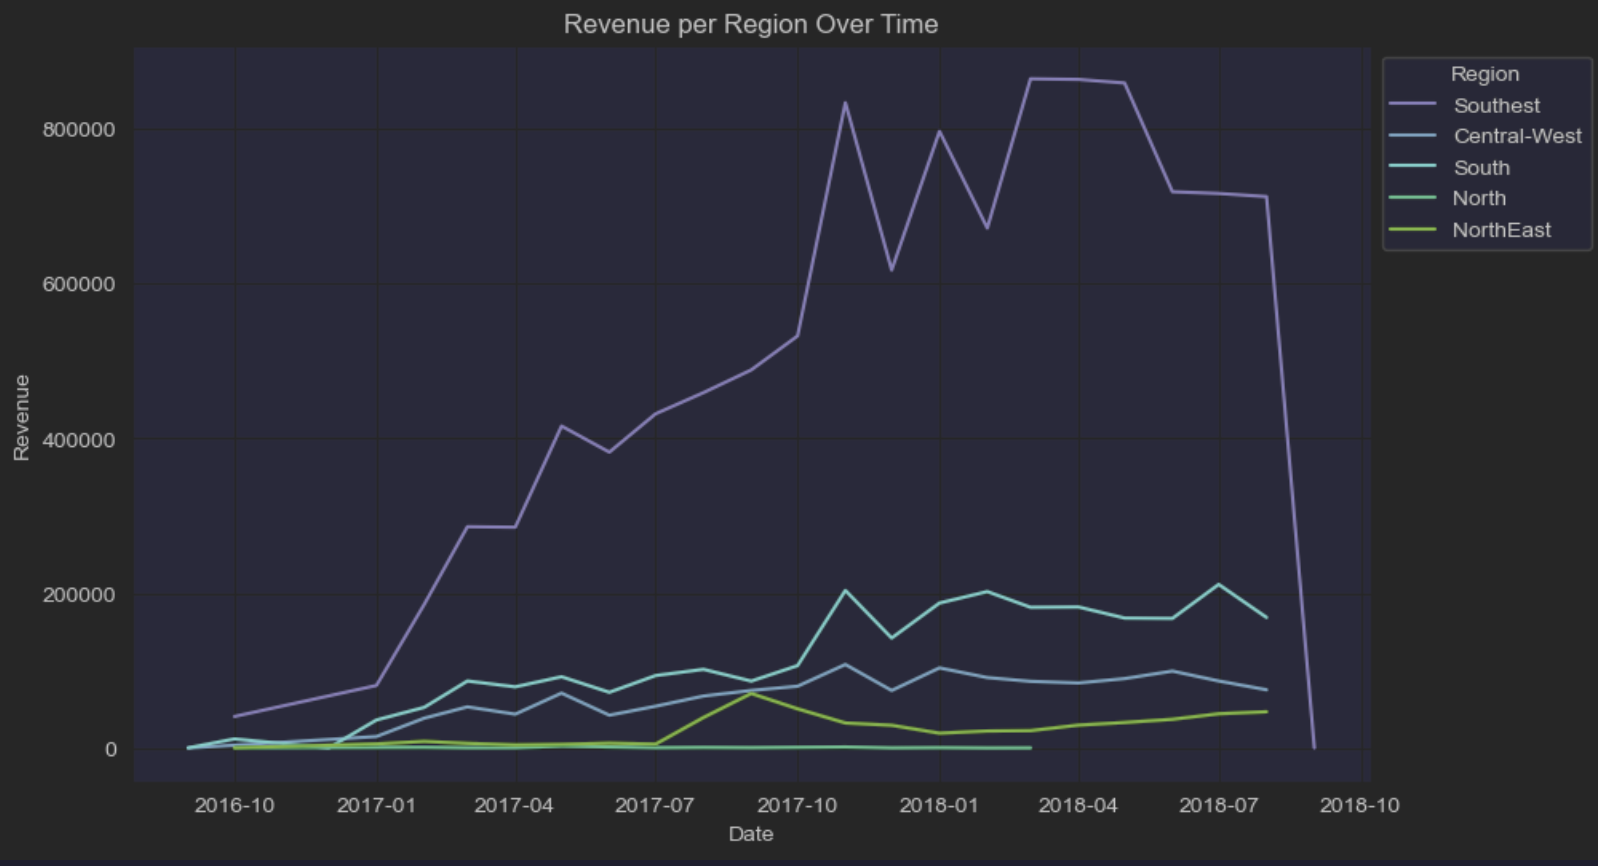 Revenue per Region Over Time
Region
Southest
Central-West
South
North
NorthEast
800000
600000
400000
200000
0
Revenue
2016-10
2017-01
2017-04
2017-07
2017-10
2018-01
2018-04
2018-07
2018-10
Date